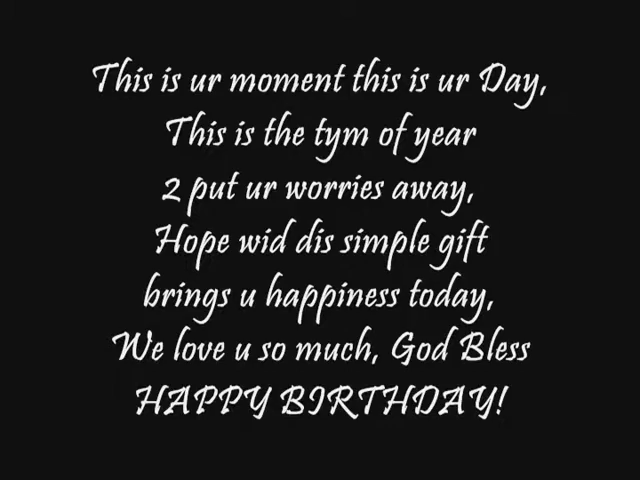 This is ur moment this is ur Day,
This is the tym of year
2 put ur worries away,
Hope wid dis simple gift
brings u happiness today,
We love u so much, God Bless
HAPPY BIRTHDAY!